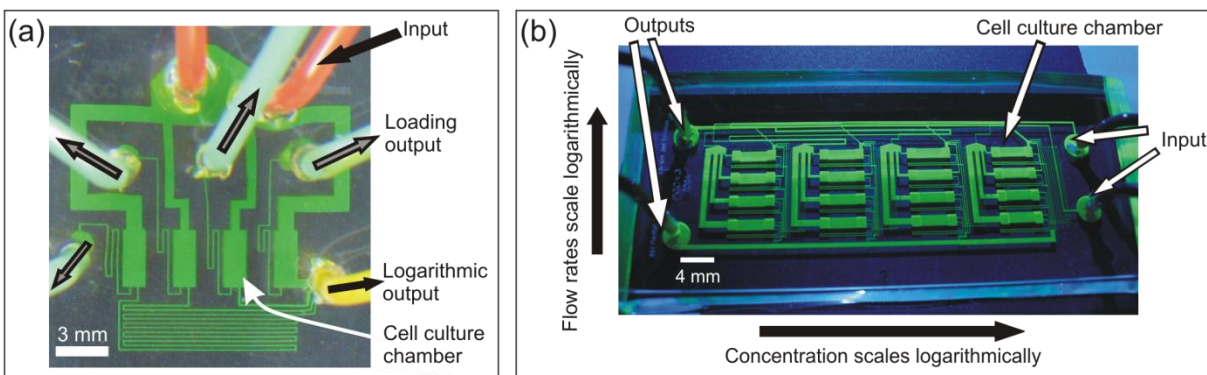 (a)
Input
Loading
output
Logarithmic
output
Cell culture
chamber
3 mm
(b)
Outputs
Cell culture chamber
Input
Flow rates scale logarithmically
4 mm
Concentration scales logarithmically